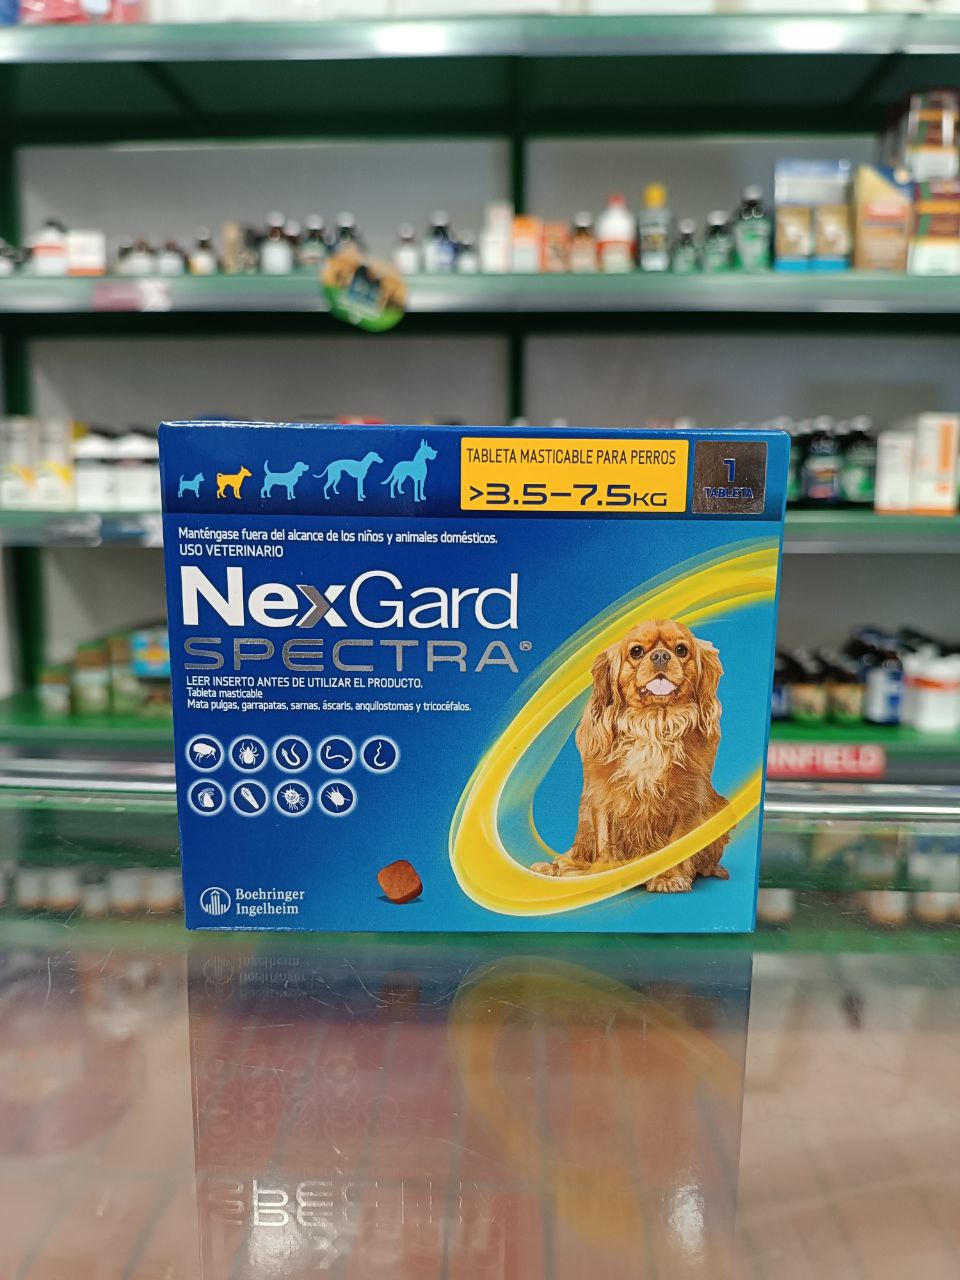 TABLETA MASTICABLE PARA PERROS
>3.5-7.5KG
1
TABLETA
Manténgase fuera del alcance de los niños y animales domésticos.
USO VETERINARIO
NexGard
SPECTRA®
LEER INSERTO ANTES DE UTILIZAR EL PRODUCTO.
Tableta masticable
Mata pulgas, garrapatas, sarnas, áscaris, anquilostomas y tricocéfalos.
Boehringer
Ingelheim